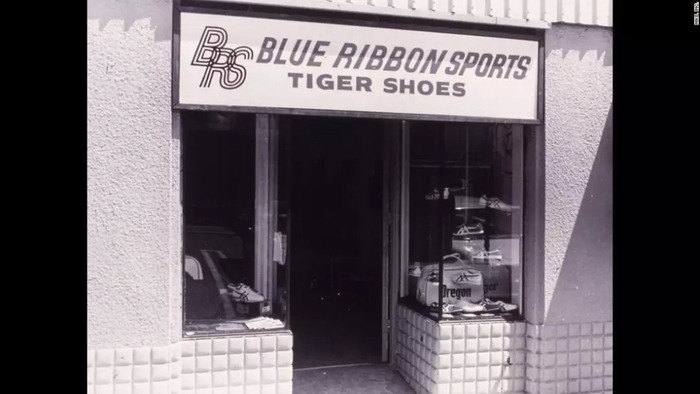 BRS BLUE RIBBON SPORTS
TIGER SHOES
Oregon